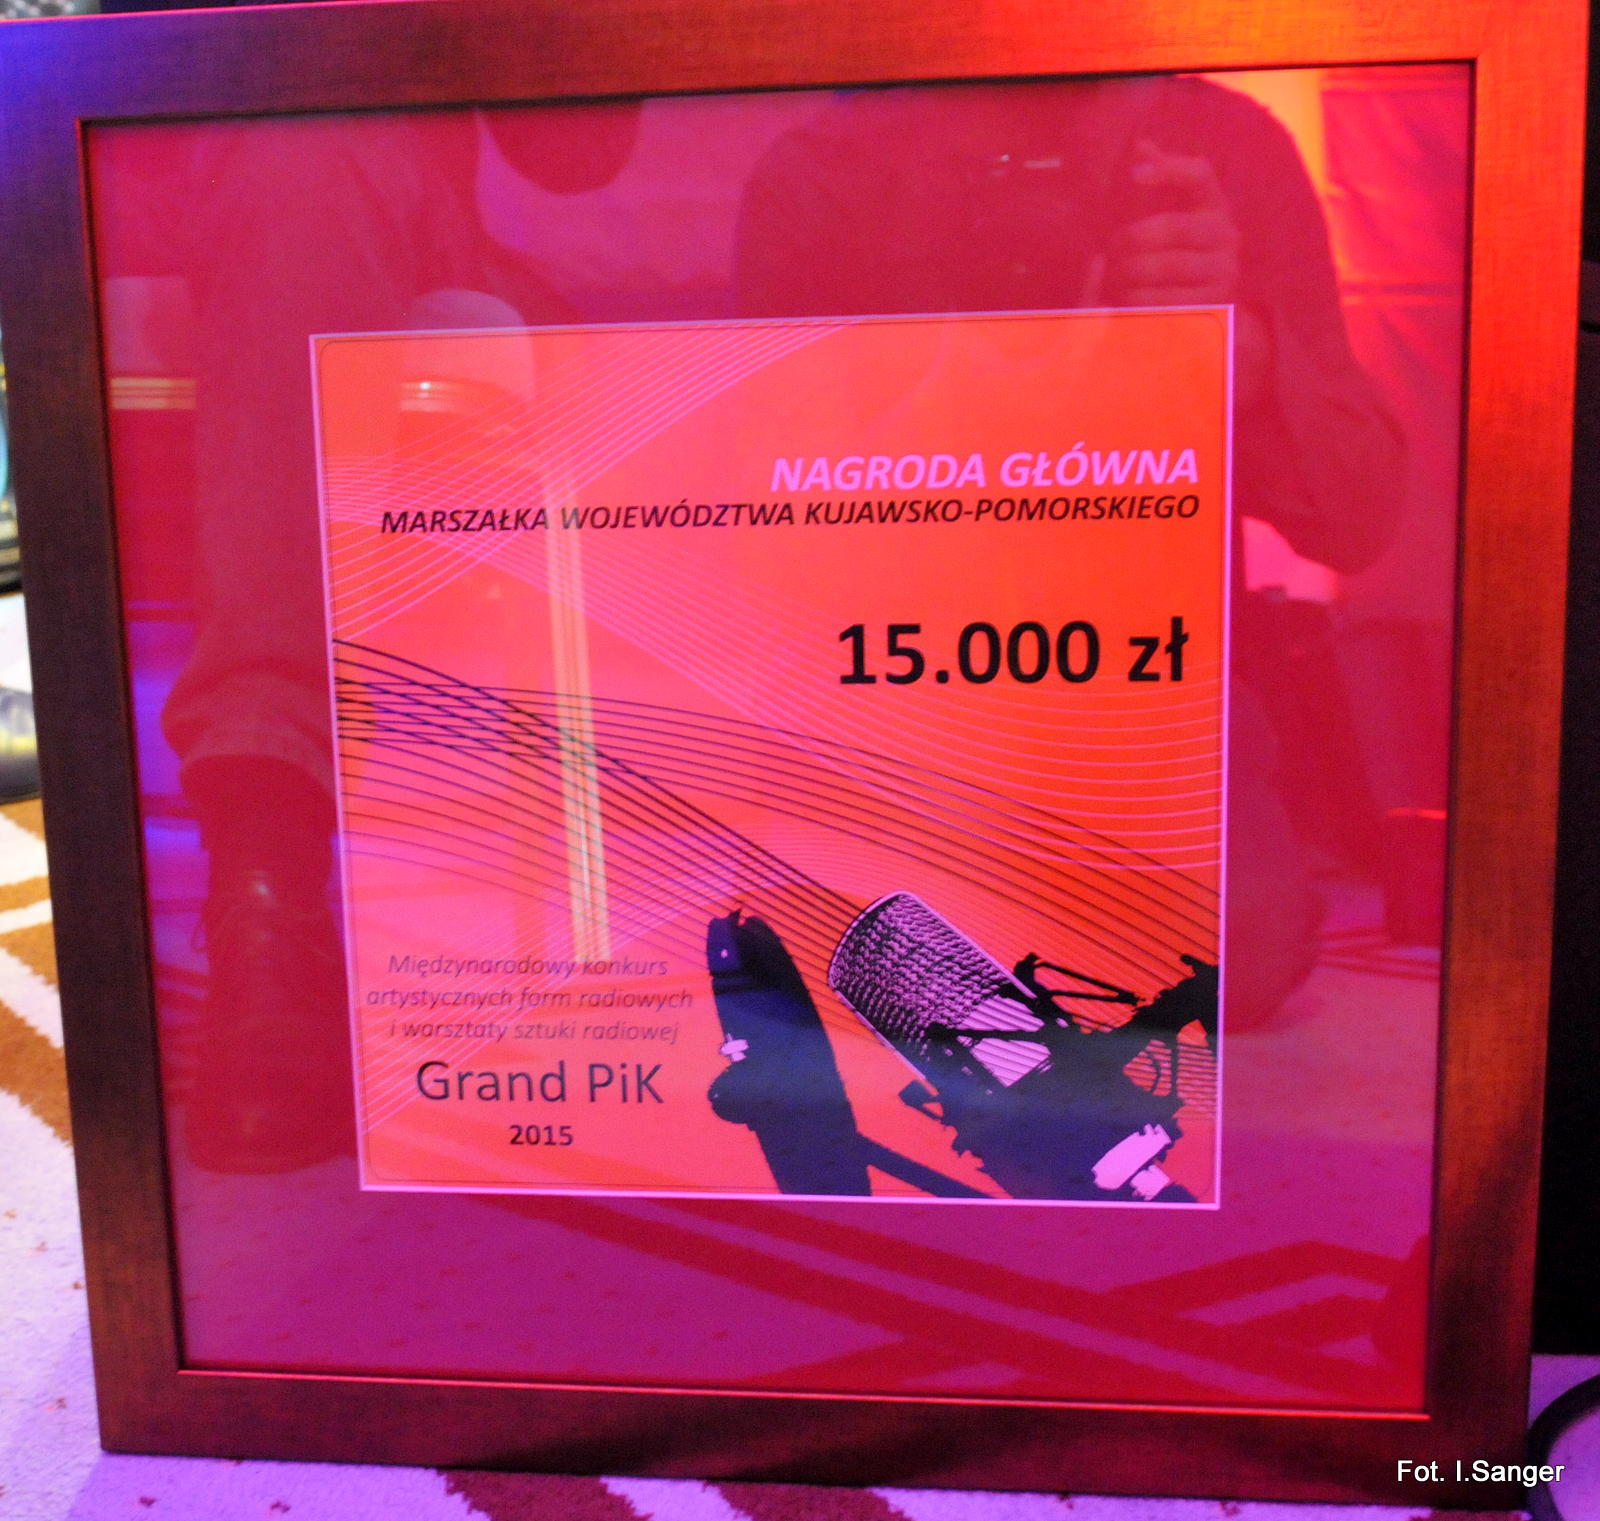 NAGRODA GŁÓWNA
MARSZAŁKA WOJEWÓDZTWA KUJAWSKO-POMORSKIEGO
15.000 zł
Międzynarodowy konkurs
artystycznych form radiowych
i warsztaty sztuki radiowej
Grand PiK
2015
Fot. I.Sanger